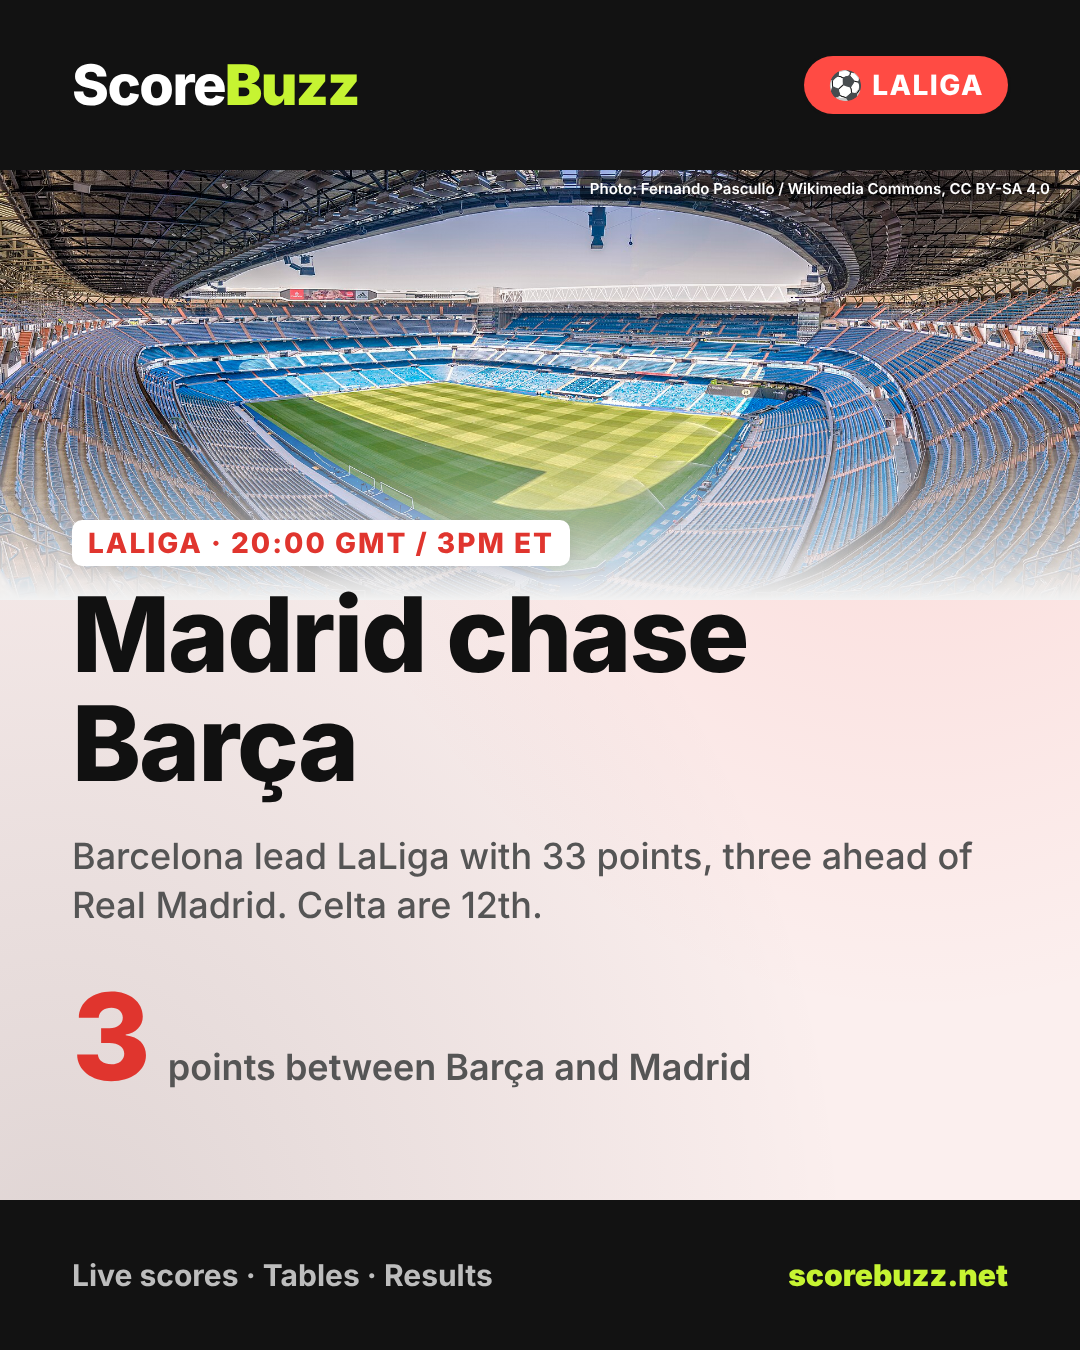 ScoreBuzz
⚽ LALIGA
Photo: Fernando Pascullo / Wikimedia Commons, CC BY-SA 4.0
LALIGA · 20:00 GMT / 3PM ET
Madrid chase
Barça
Barcelona lead LaLiga with 33 points, three ahead of
Real Madrid. Celta are 12th.
3 points between Barça and Madrid
Live scores · Tables · Results
scorebuzz.net